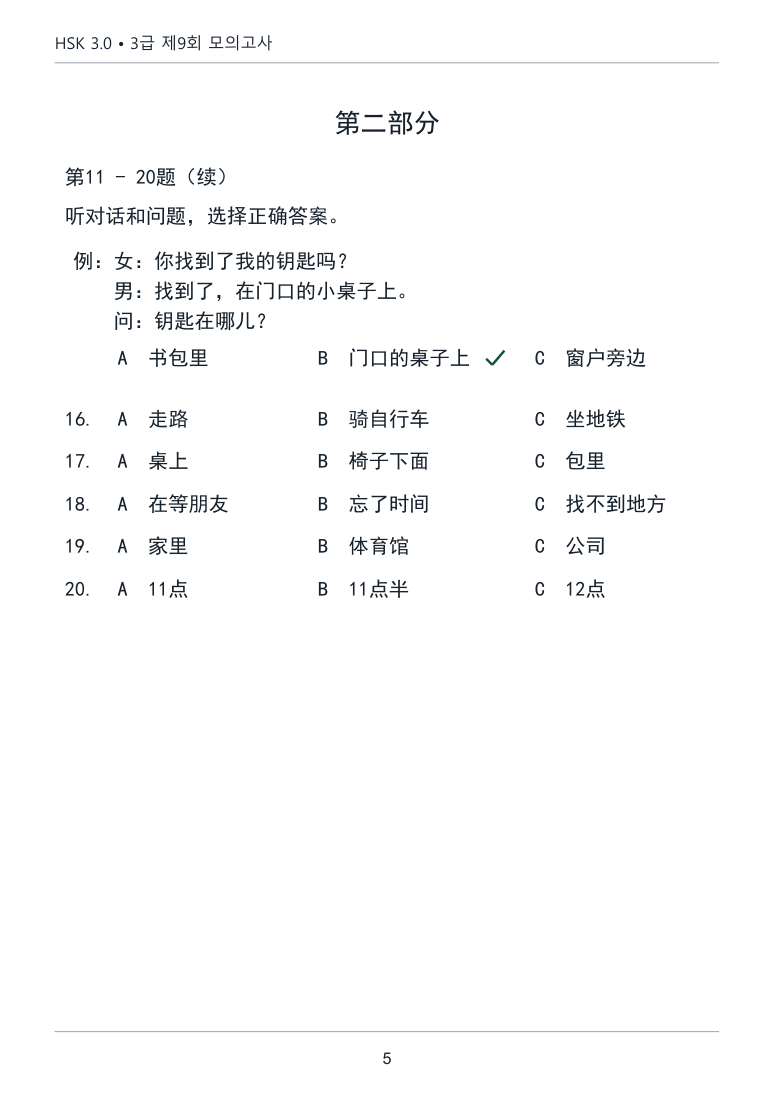 HSK 3.0 • 3급 제9회 모의고사
第二部分
第11 - 20题（续）
听对话和问题，选择正确答案。
例：女：你找到了我的钥匙吗？
男：找到了，在门口的小桌子上。
问：钥匙在哪儿？
A 书包里 B 门口的桌子上 ✓ C 窗户旁边
16. A 走路 B 骑自行车 C 坐地铁
17. A 桌上 B 椅子下面 C 包里
18. A 在等朋友 B 忘了时间 C 找不到地方
19. A 家里 B 体育馆 C 公司
20. A 11点 B 11点半 C 12点
5